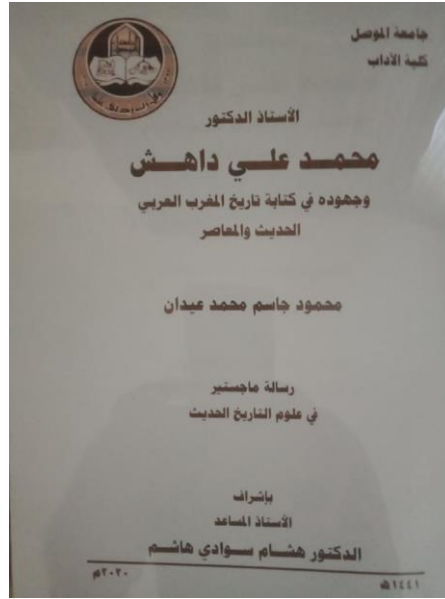 جامعة الموصل
كلية الآداب
الأستاذ الدكتور
محمد علي داهش
وجهوده في كتابة تاريخ المغرب العربي
الحديث والمعاصر
محمود جاسم محمد عيدان
رسالة ماجستير
في علوم التاريخ الحديث
بإشراف
الأستاذ المساعد
الدكتور هشام سوادي هاشم
١٤٤١هـ
٢٠٢٠م